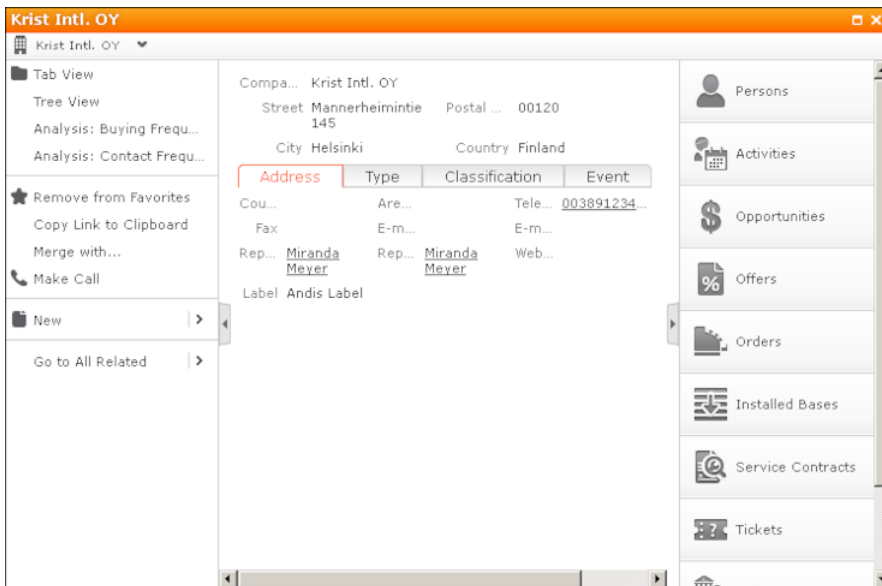 Krist Intl. OY
Krist Intl. OY
Tab View
Tree View
Analysis: Buying Frequ...
Analysis: Contact Frequ...
Remove from Favorites
Copy Link to Clipboard
Merge with...
Make Call
New
Go to All Related
Compa... Krist Intl. OY
Street Mannerheimintie Postal ... 00120
145
City Helsinki Country Finland
Address Type Classification Event
Cou... Are... Tele... 003891234...
Fax E-m... E-m...
Rep... Miranda Rep... Miranda Web...
Meyer Meyer
Label Andis Label
Persons
Activities
Opportunities
Offers
Orders
Installed Bases
Service Contracts
Tickets